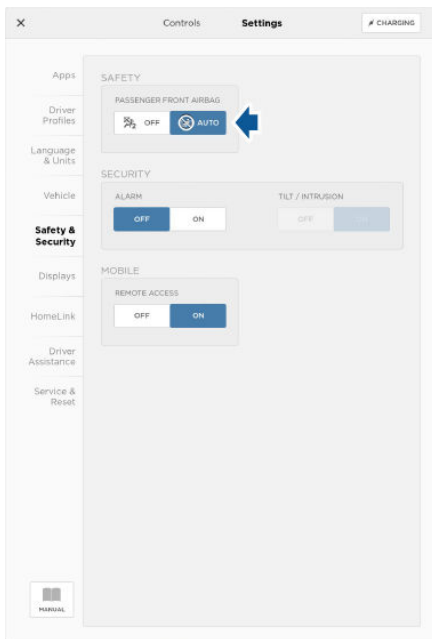 Controls
Settings
CHARGING
Apps
Driver
Profiles
Language
& Units
Vehicle
Safety &
Security
Displays
HomeLink
Driver
Assistance
Service &
Reset
MANUAL
SAFETY
PASSENGER FRONT AIRBAG
OFF
AUTO
SECURITY
ALARM
OFF
ON
TILT / INTRUSION
OFF
MOBILE
REMOTE ACCESS
OFF
ON